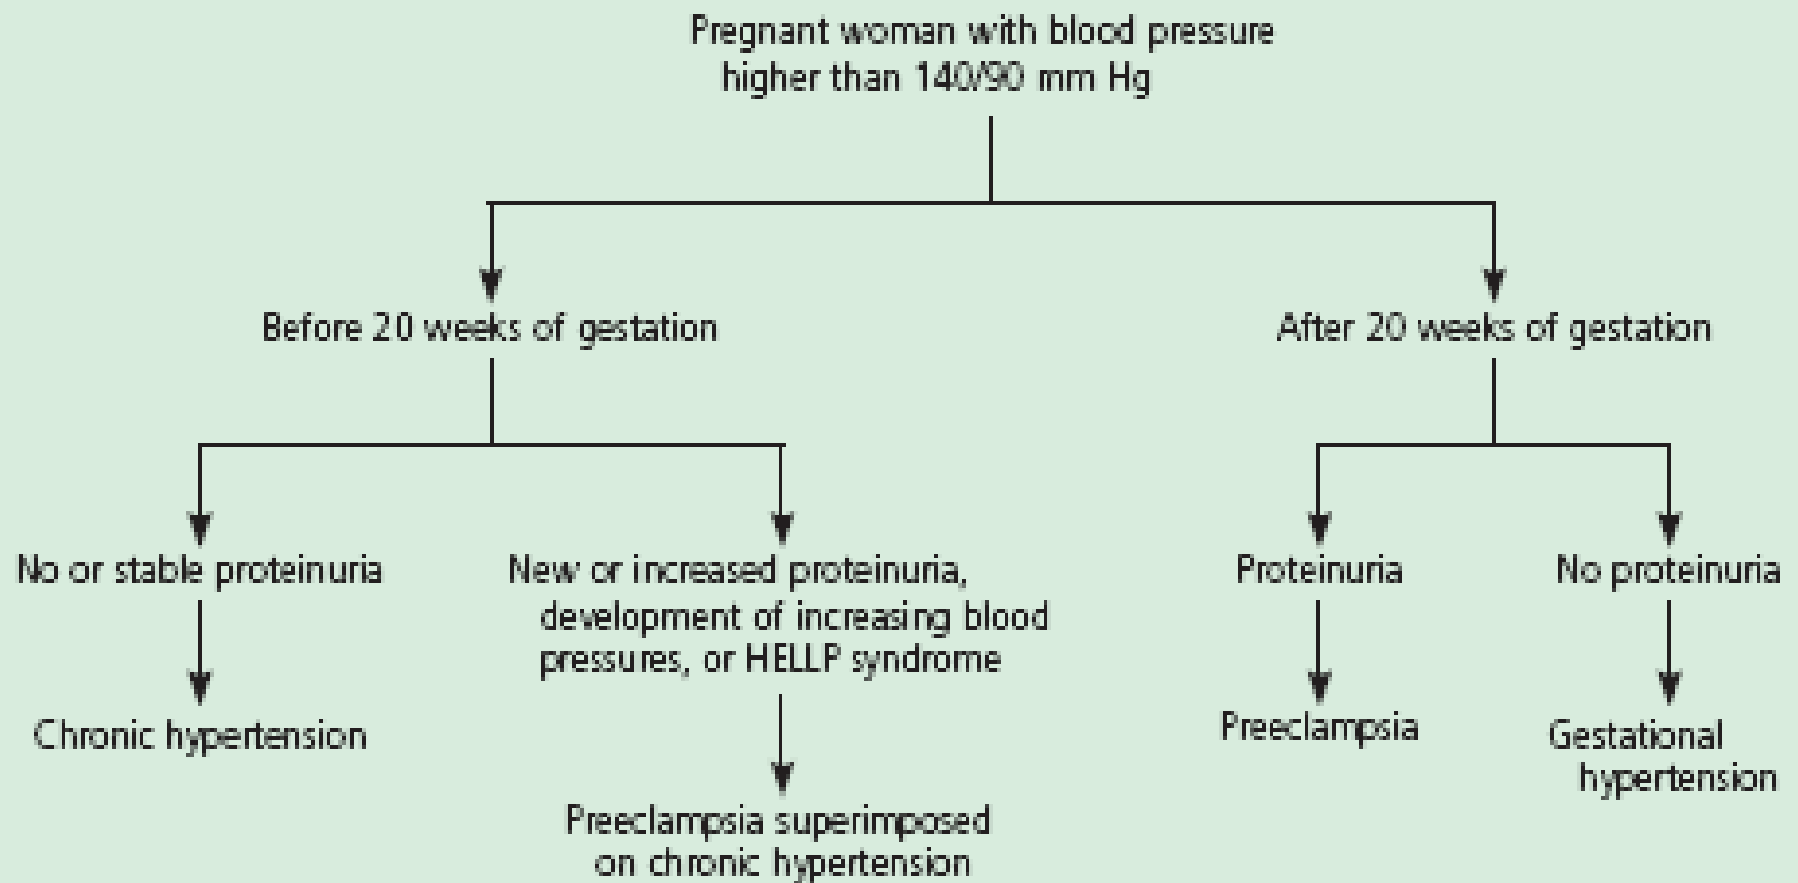 Pregnant woman with blood pressure
higher than 140/90 mm Hg
Before 20 weeks of gestation
After 20 weeks of gestation
No or stable proteinuria
New or increased proteinuria,
development of increasing blood
pressures, or HELLP syndrome
Proteinuria
No proteinuria
Chronic hypertension
Preeclampsia superimposed
on chronic hypertension
Preeclampsia
Gestational
hypertension